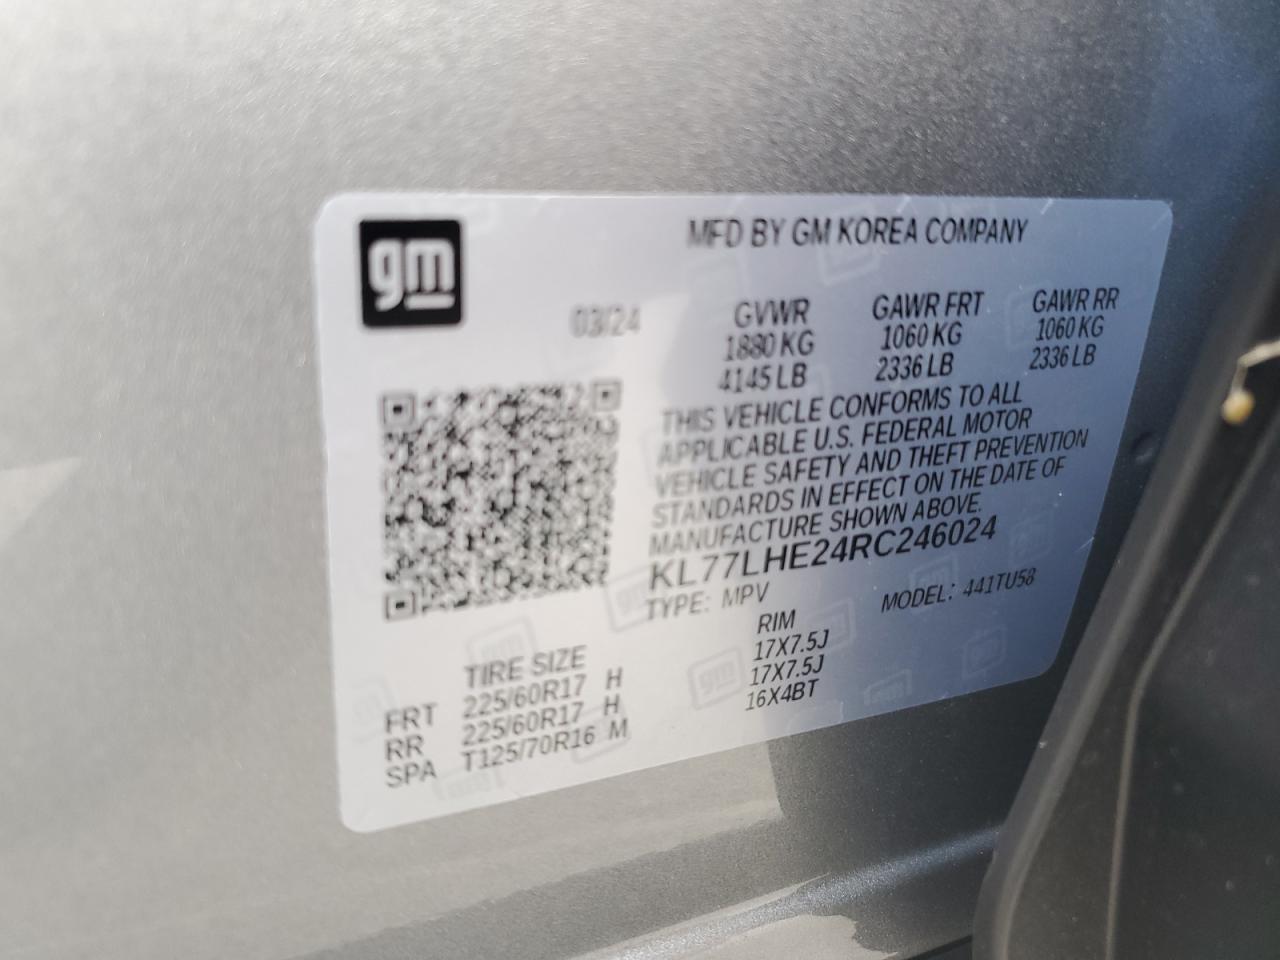 gm
MFD BY GM KOREA COMPANY
03/24
GVWR GAWR FRT GAWR RR
1880 KG 1060 KG 1060 KG
4145 LB 2336 LB 2336 LB
THIS VEHICLE CONFORMS TO ALL
APPLICABLE U.S. FEDERAL MOTOR
VEHICLE SAFETY AND THEFT PREVENTION
STANDARDS IN EFFECT ON THE DATE OF
MANUFACTURE SHOWN ABOVE.
KL77LHE24RC246024
TYPE: MPV MODEL: 441TU58
TIRE SIZE RIM
FRT 225/60R17 H 17X7.5J
RR 225/60R17 H 17X7.5J
SPA T125/70R16 M 16X4BT